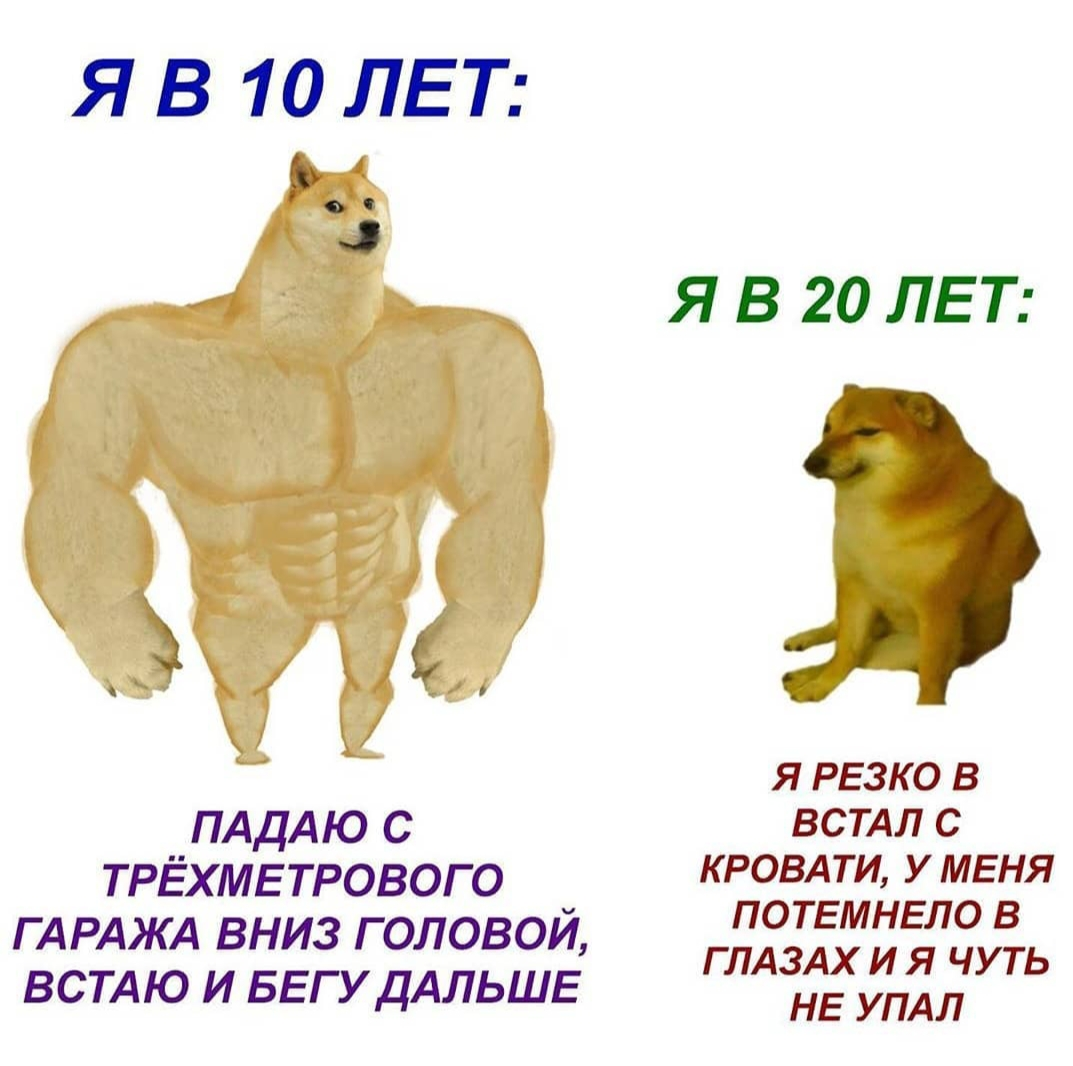 Я В 10 ЛЕТ:
ПАДАЮ С
ТРЁХМЕТРОВОГО
ГАРАЖА ВНИЗ ГОЛОВОЙ,
ВСТАЮ И БЕГУ ДАЛЬШЕ
Я В 20 ЛЕТ:
Я РЕЗКО В
ВСТАЛ С
КРОВАТИ, У МЕНЯ
ПОТЕМНЕЛО В
ГЛАЗАХ И Я ЧУТЬ
НЕ УПАЛ